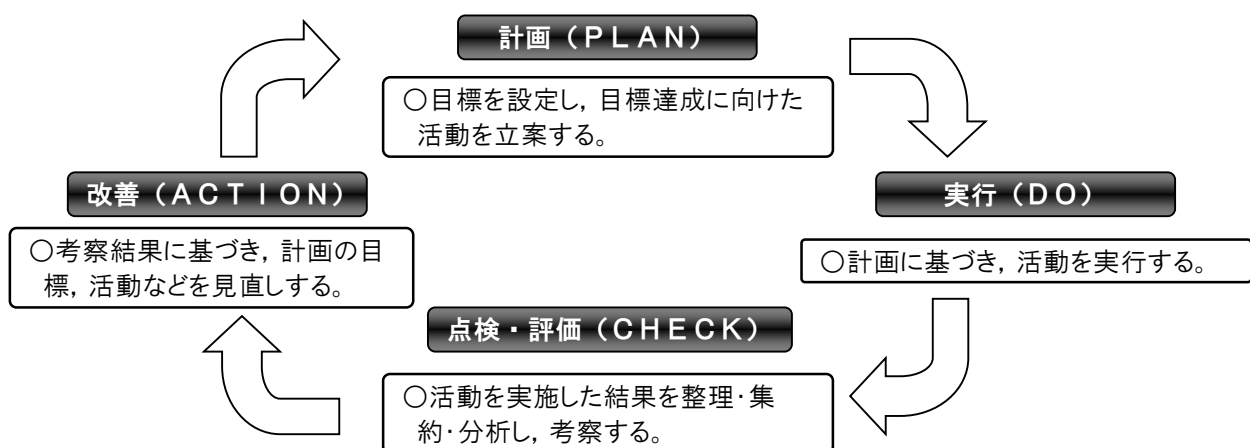 計画（ＰＬＡＮ）
○目標を設定し，目標達成に向けた
活動を立案する。
改善（ＡＣＴＩＯＮ）
実行（ＤＯ）
○考察結果に基づき，計画の目
標，活動などを見直しする。
○計画に基づき，活動を実行する。
点検・評価（ＣＨＥＣＫ）
○活動を実施した結果を整理・集
約・分析し，考察する。